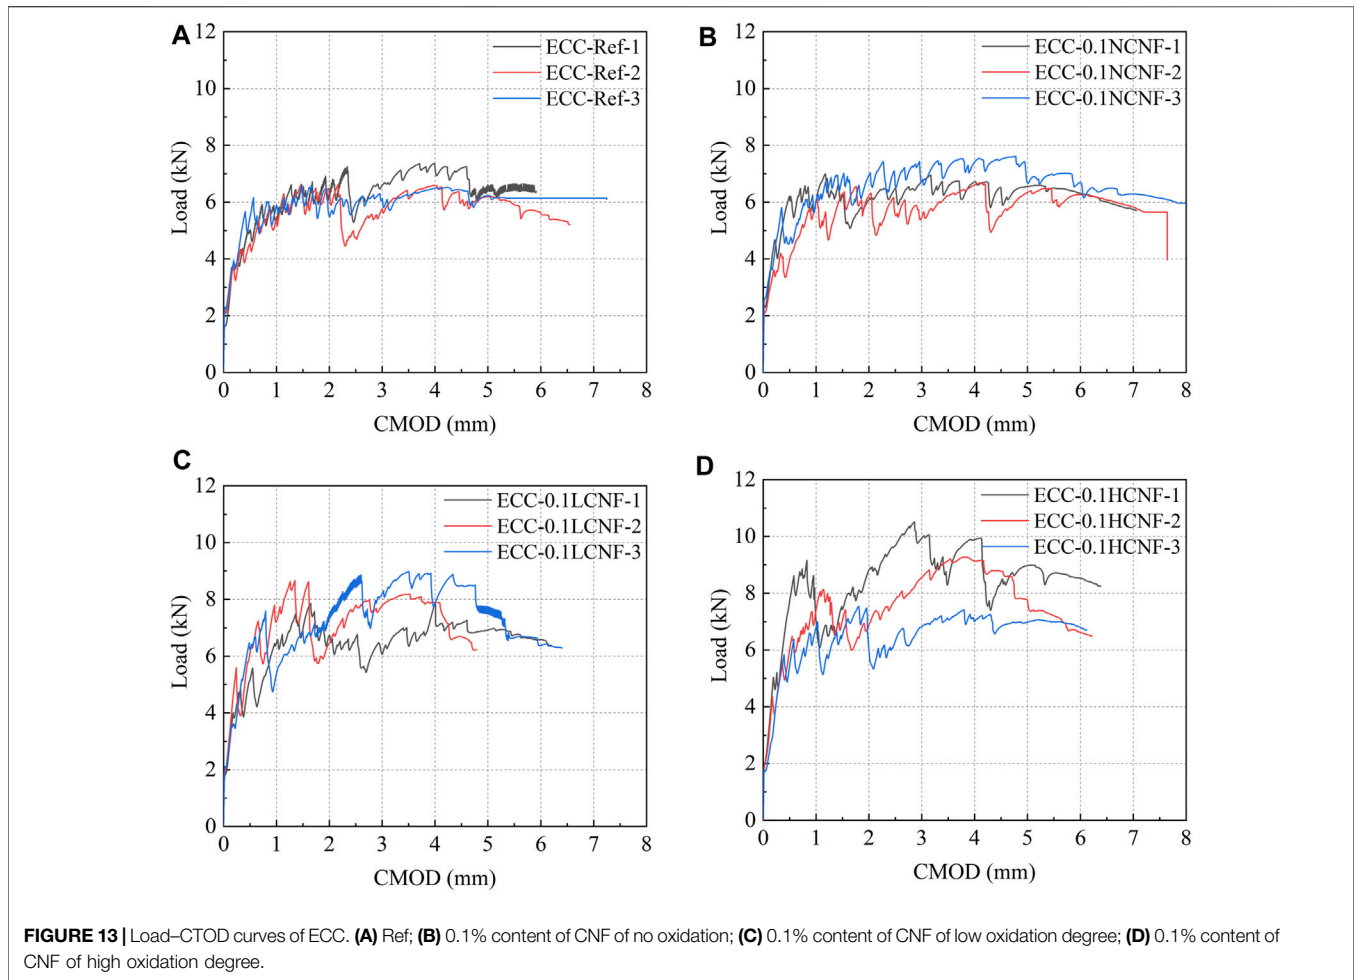 A
ECC-Ref-1
ECC-Ref-2
ECC-Ref-3
Load (kN)
12
10
8
6
4
2
0
0 1 2 3 4 5 6 7 8
CMOD (mm)
B
ECC-0.1NCNF-1
ECC-0.1NCNF-2
ECC-0.1NCNF-3
Load (kN)
12
10
8
6
4
2
0
0 1 2 3 4 5 6 7 8
CMOD (mm)
C
ECC-0.1LCNF-1
ECC-0.1LCNF-2
ECC-0.1LCNF-3
Load (kN)
12
10
8
6
4
2
0
0 1 2 3 4 5 6 7 8
CMOD (mm)
D
ECC-0.1HCNF-1
ECC-0.1HCNF-2
ECC-0.1HCNF-3
Load (kN)
12
10
8
6
4
2
0
0 1 2 3 4 5 6 7 8
CMOD (mm)
FIGURE 13 | Load–CTOD curves of ECC. (A) Ref; (B) 0.1% content of CNF of no oxidation; (C) 0.1% content of CNF of low oxidation degree; (D) 0.1% content of
CNF of high oxidation degree.